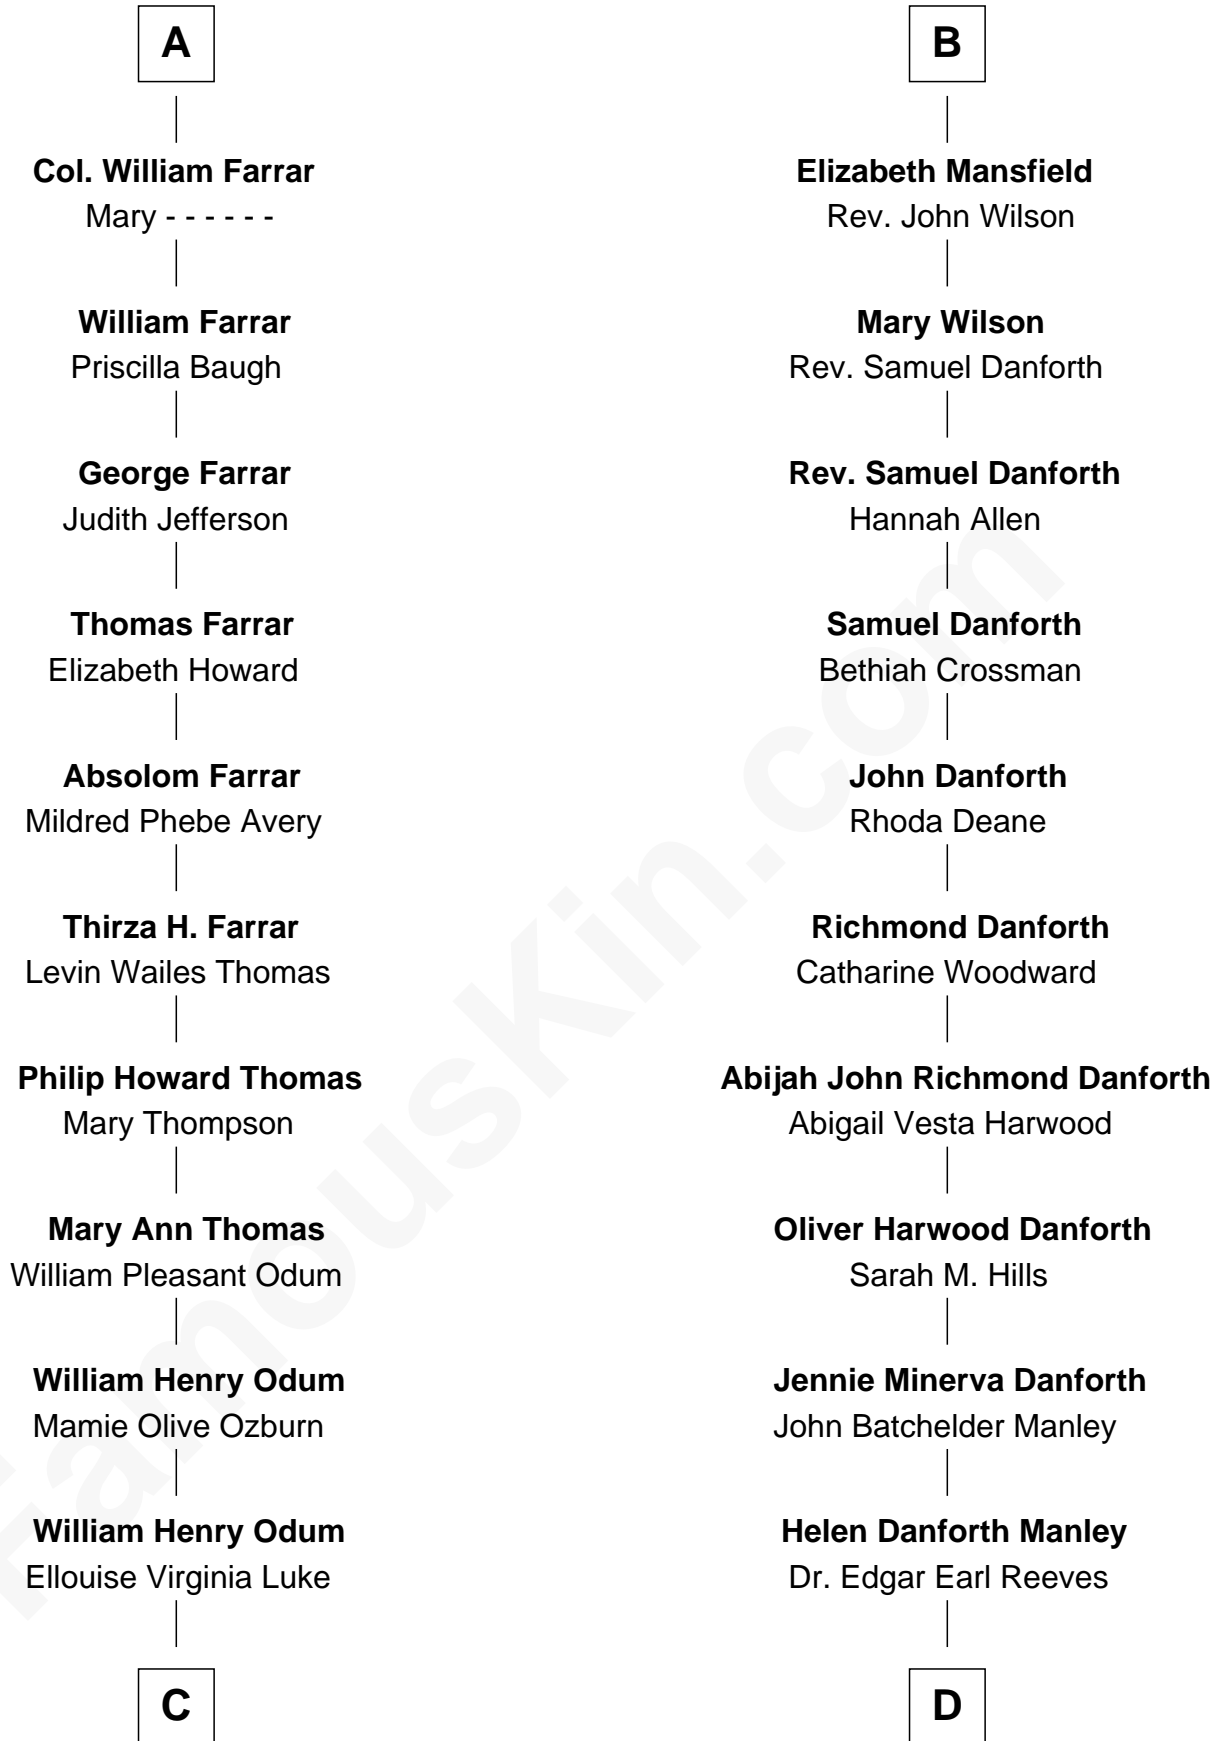 A
Col. William Farrar
Mary - - - - - -
William Farrar
Priscilla Baugh
George Farrar
Judith Jefferson
Thomas Farrar
Elizabeth Howard
Absolom Farrar
Mildred Phebe Avery
Thirza H. Farrar
Levin Wailes Thomas
Philip Howard Thomas
Mary Thompson
Mary Ann Thomas
William Pleasant Odum
William Henry Odum
Mamie Olive Ozburn
William Henry Odum
Ellouise Virginia Luke
C
B
Elizabeth Mansfield
Rev. John Wilson
Mary Wilson
Rev. Samuel Danforth
Rev. Samuel Danforth
Hannah Allen
Samuel Danforth
Bethiah Crossman
John Danforth
Rhoda Deane
Richmond Danforth
Catharine Woodward
Abijah John Richmond Danforth
Abigail Vesta Harwood
Oliver Harwood Danforth
Sarah M. Hills
Jennie Minerva Danforth
John Batchelder Manley
Helen Danforth Manley
Dr. Edgar Earl Reeves
D
FamousKin.com